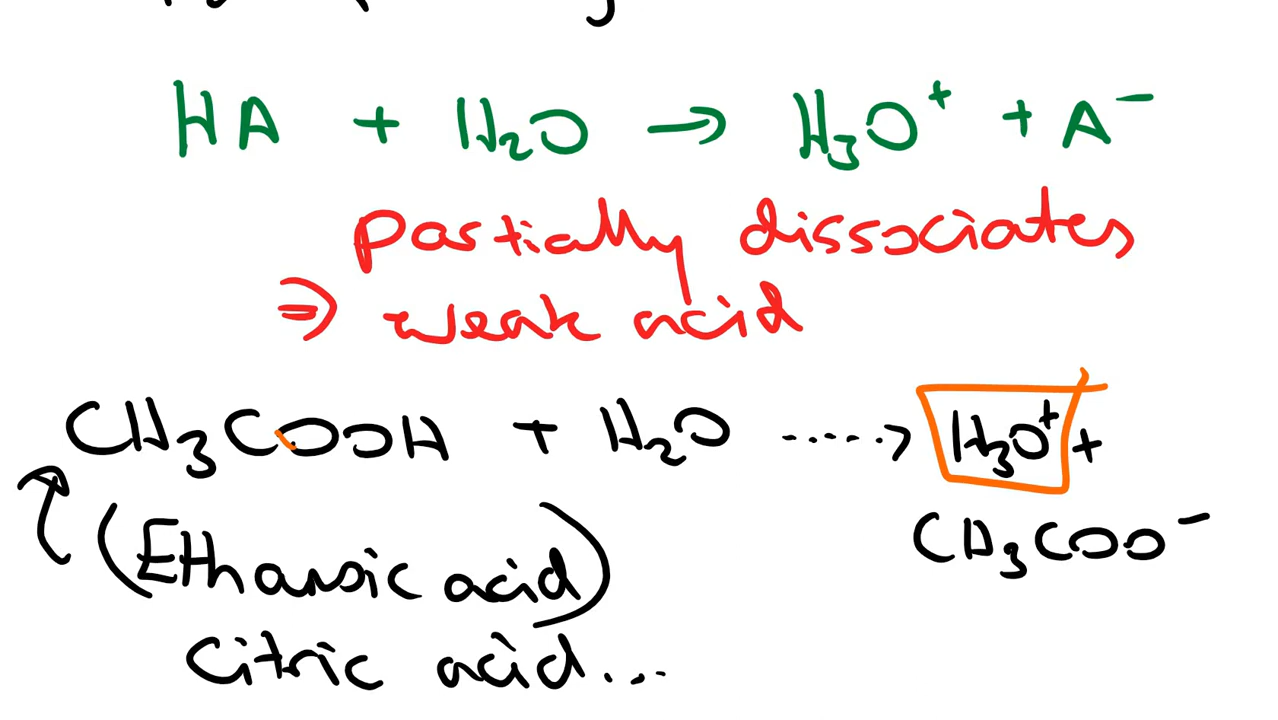 HA + H₂O → H₃O⁺ + A⁻
partially dissociates
⇒ weak acid
CH₃COOH + H₂O ⋯⋯> H₃O⁺ +
CH₃COO⁻
(Ethanoic acid)
Citric acid...